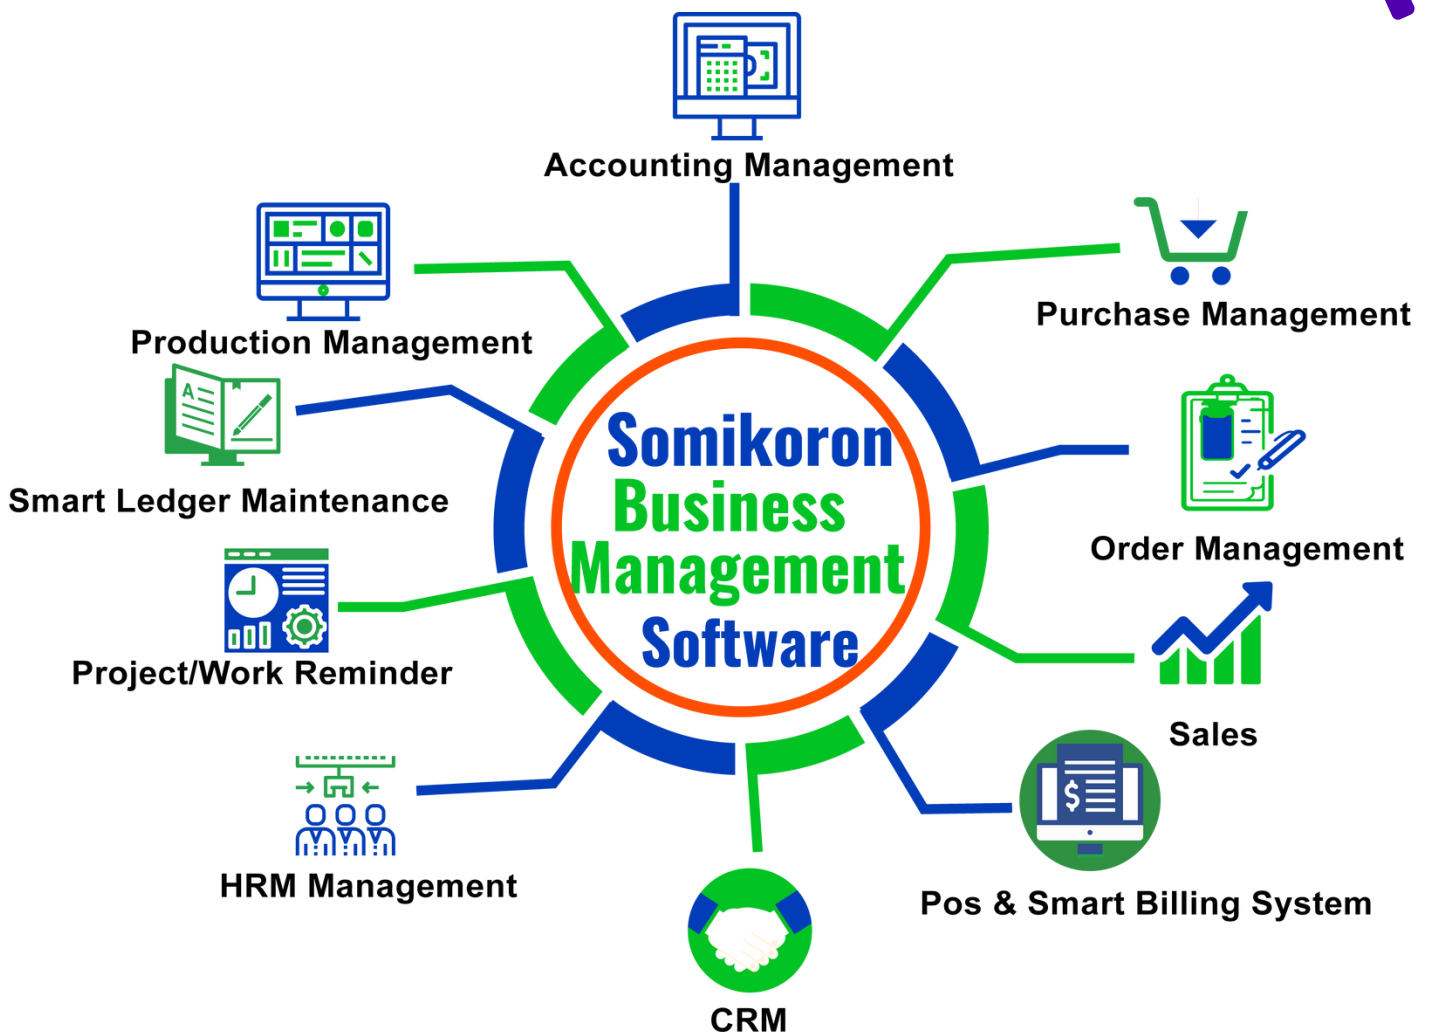 Accounting Management
Purchase Management
Production Management
Smart Ledger Maintenance
Order Management
Somikoron
Business
Management
Software
Project/Work Reminder
Sales
HRM Management
Pos & Smart Billing System
CRM
A
$